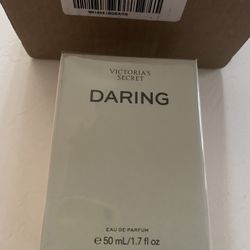 VICTORIA'S
SECRET
DARING
EAU DE PARFUM
℮ 50 mL/1.7 fl oz